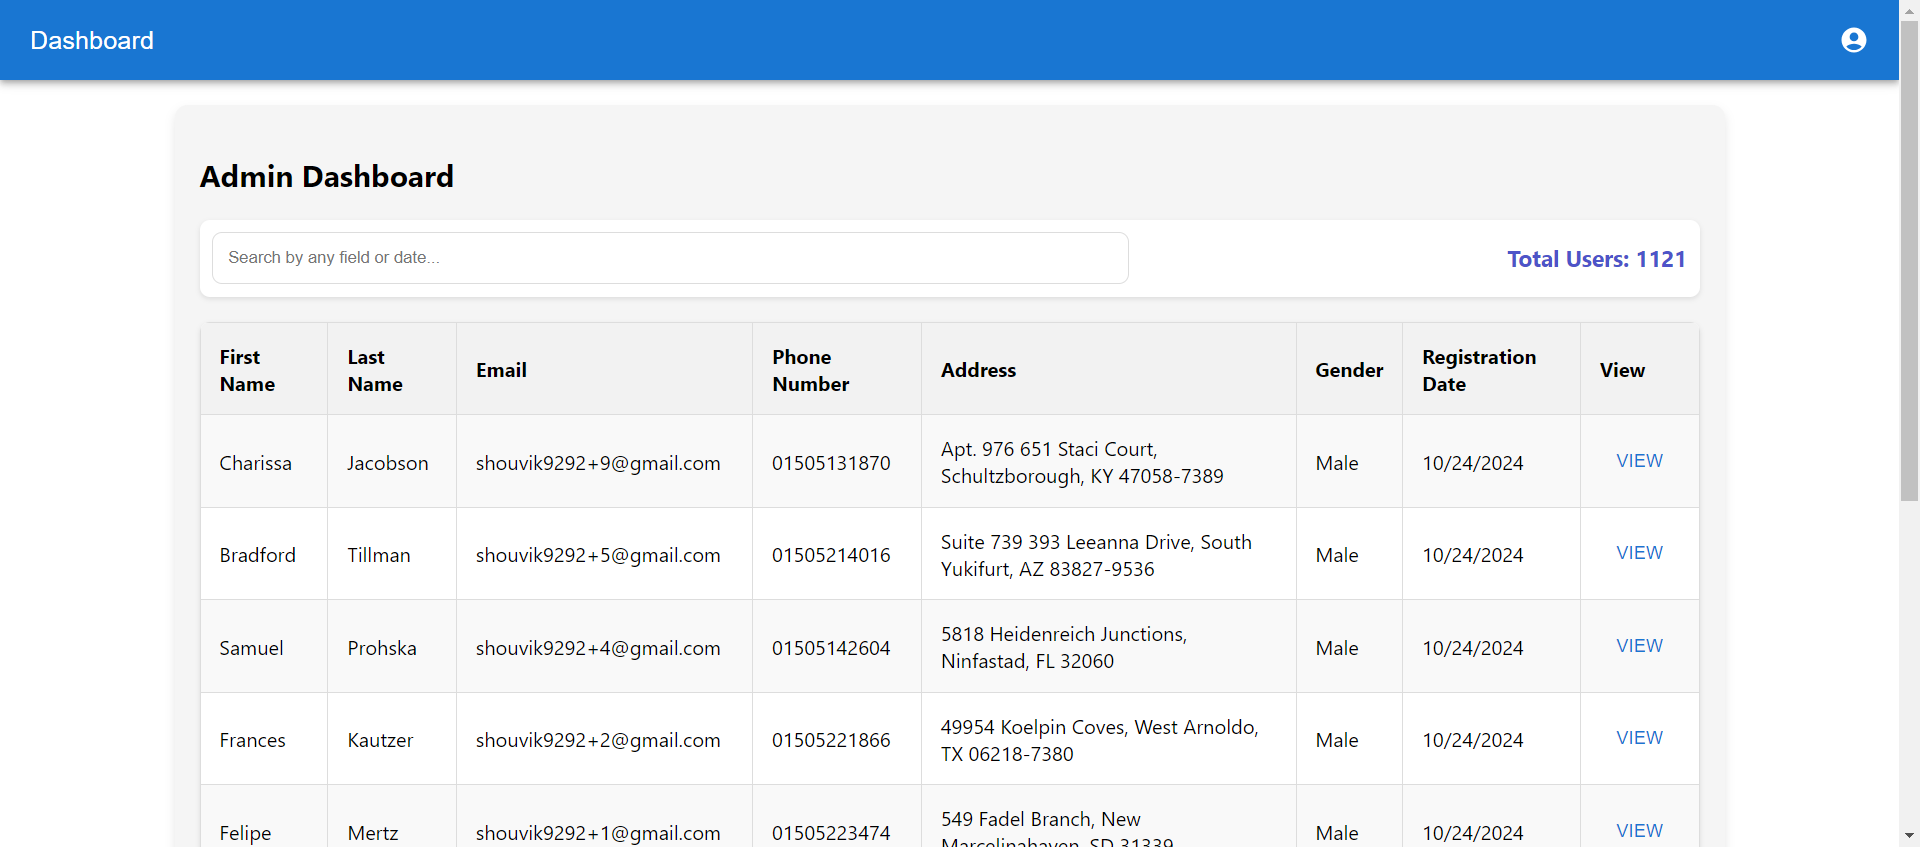 Dashboard
Admin Dashboard
Search by any field or date...
Total Users: 1121
First Name
Last Name
Email
Phone Number
Address
Gender
Registration Date
View
Charissa
Jacobson
shouvik9292+9@gmail.com
01505131870
Apt. 976 651 Staci Court,
Schultzborough, KY 47058-7389
Male
10/24/2024
VIEW
Bradford
Tillman
shouvik9292+5@gmail.com
01505214016
Suite 739 393 Leeanna Drive, South
Yukifurt, AZ 83827-9536
Male
10/24/2024
VIEW
Samuel
Prohska
shouvik9292+4@gmail.com
01505142604
5818 Heidenreich Junctions,
Ninfastad, FL 32060
Male
10/24/2024
VIEW
Frances
Kautzer
shouvik9292+2@gmail.com
01505221866
49954 Koelpin Coves, West Arnoldo,
TX 06218-7380
Male
10/24/2024
VIEW
Felipe
Mertz
shouvik9292+1@gmail.com
01505223474
549 Fadel Branch, New
Marcelinahaven, SD 31339
Male
10/24/2024
VIEW